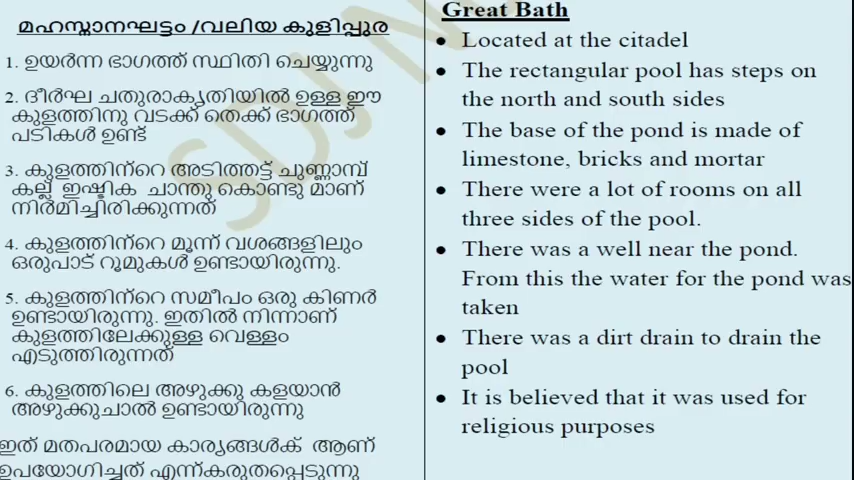 മഹസ്നാനഘട്ടം /വലിയ കുളിപ്പുര
1. ഉയർന്ന ഭാഗത്ത് സ്ഥിതി ചെയ്യുന്നു
2. ദീർഘ ചതുരാകൃതിയിൽ ഉള്ള ഈ
കുളത്തിനു വടക്ക് തെക്ക് ഭാഗത്ത്
പടികൾ ഉണ്ട്
3. കുളത്തിന്റെ അടിത്തട്ട് ചുണ്ണാമ്പ്
കല്ല് ഇഷ്ടിക ചാന്തു കൊണ്ടു മാണ്
നിർമിച്ചിരിക്കുന്നത്
4. കുളത്തിന്റെ മൂന്ന് വശങ്ങളിലും
ഒരുപാട് റൂമുകൾ ഉണ്ടായിരുന്നു.
5. കുളത്തിന്റെ സമീപം ഒരു കിണർ
ഉണ്ടായിരുന്നു. ഇതിൽ നിന്നാണ്
കുളത്തിലേക്കുള്ള വെള്ളം
എടുത്തിരുന്നത്
6. കുളത്തിലെ അഴുക്കു കളയാൻ
അഴുക്കുചാൽ ഉണ്ടായിരുന്നു
ഇത് മതപരമായ കാര്യങ്ങൾക് ആണ്
ഉപയോഗിച്ചത് എന്ന്കരുതപ്പെടുന്നു
Great Bath
• Located at the citadel
• The rectangular pool has steps on
the north and south sides
• The base of the pond is made of
limestone, bricks and mortar
• There were a lot of rooms on all
three sides of the pool.
• There was a well near the pond.
From this the water for the pond was
taken
• There was a dirt drain to drain the
pool
• It is believed that it was used for
religious purposes
SDJ